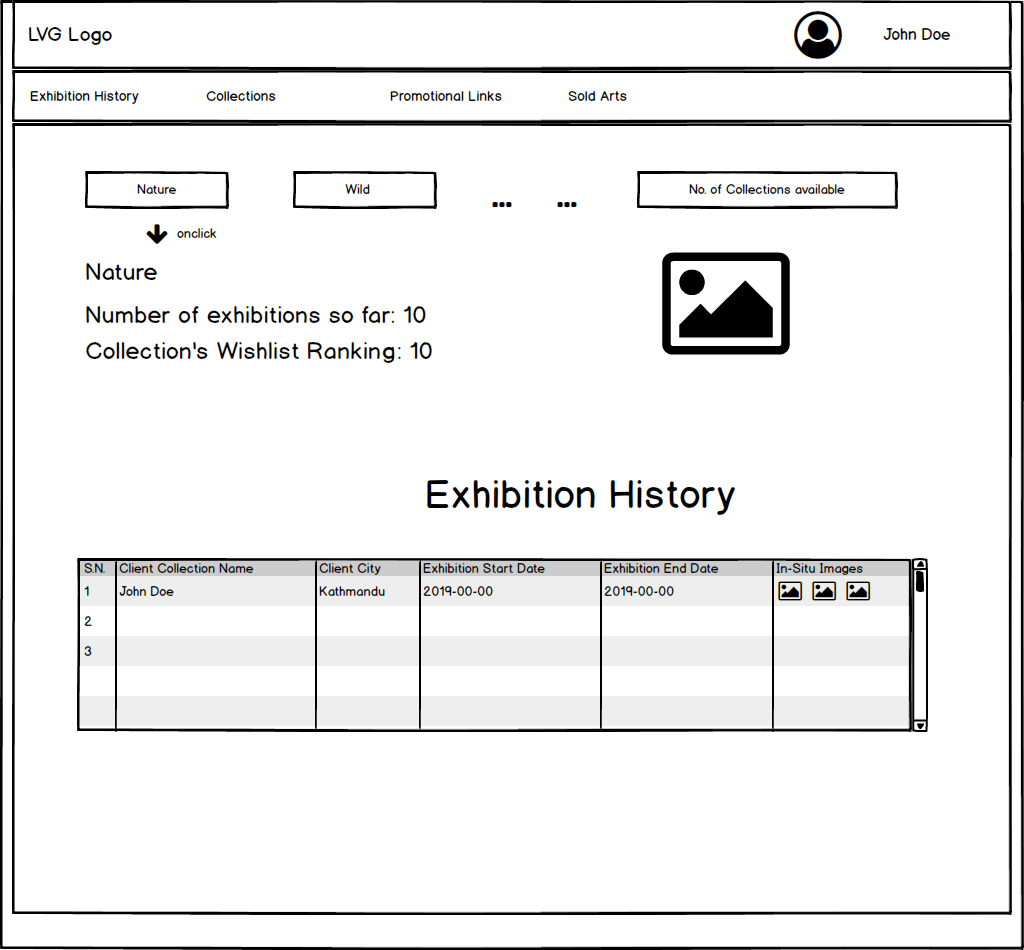 LVG Logo
John Doe
Exhibition History Collections Promotional Links Sold Arts
Nature Wild ... ... No. of Collections available
onclick
Nature
Number of exhibitions so far: 10
Collection's Wishlist Ranking: 10
Exhibition History
S.N. Client Collection Name Client City Exhibition Start Date Exhibition End Date In-Situ Images
1 John Doe Kathmandu 2019-00-00 2019-00-00
2
3